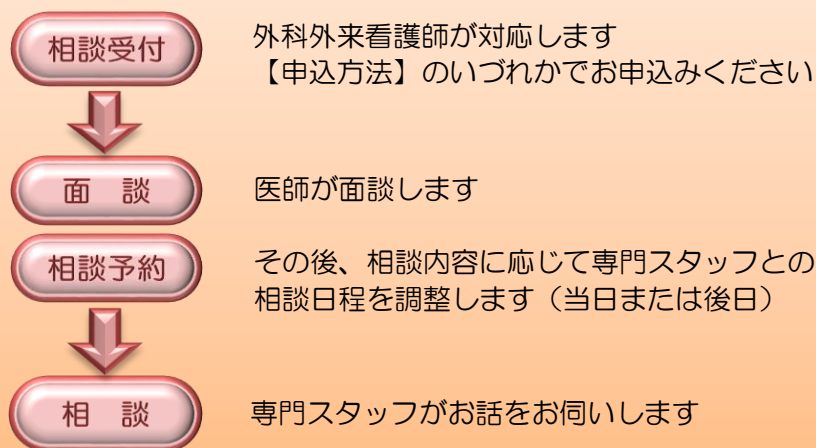 相談受付
外科外来看護師が対応します
【申込方法】のいづれかでお申込みください
面　談
医師が面談します
相談予約
その後、相談内容に応じて専門スタッフとの
相談日程を調整します（当日または後日）
相　談
専門スタッフがお話をお伺いします